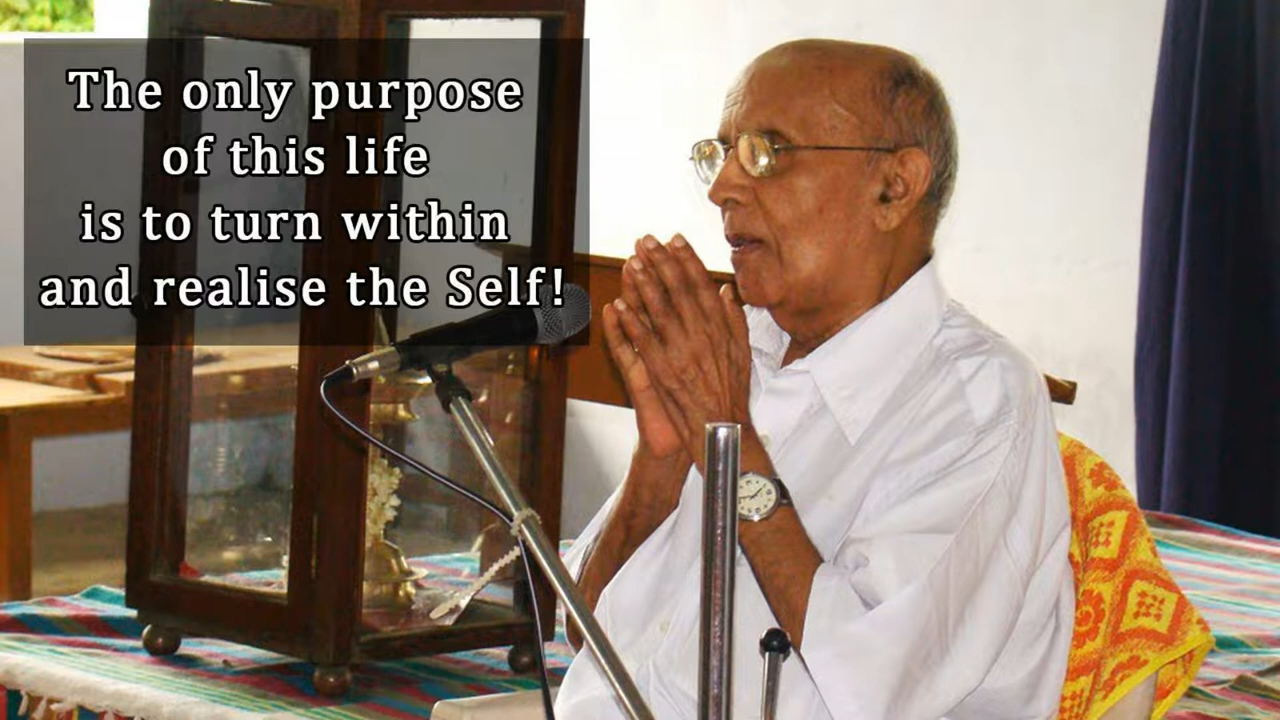 The only purpose
of this life
is to turn within
and realise the Self!